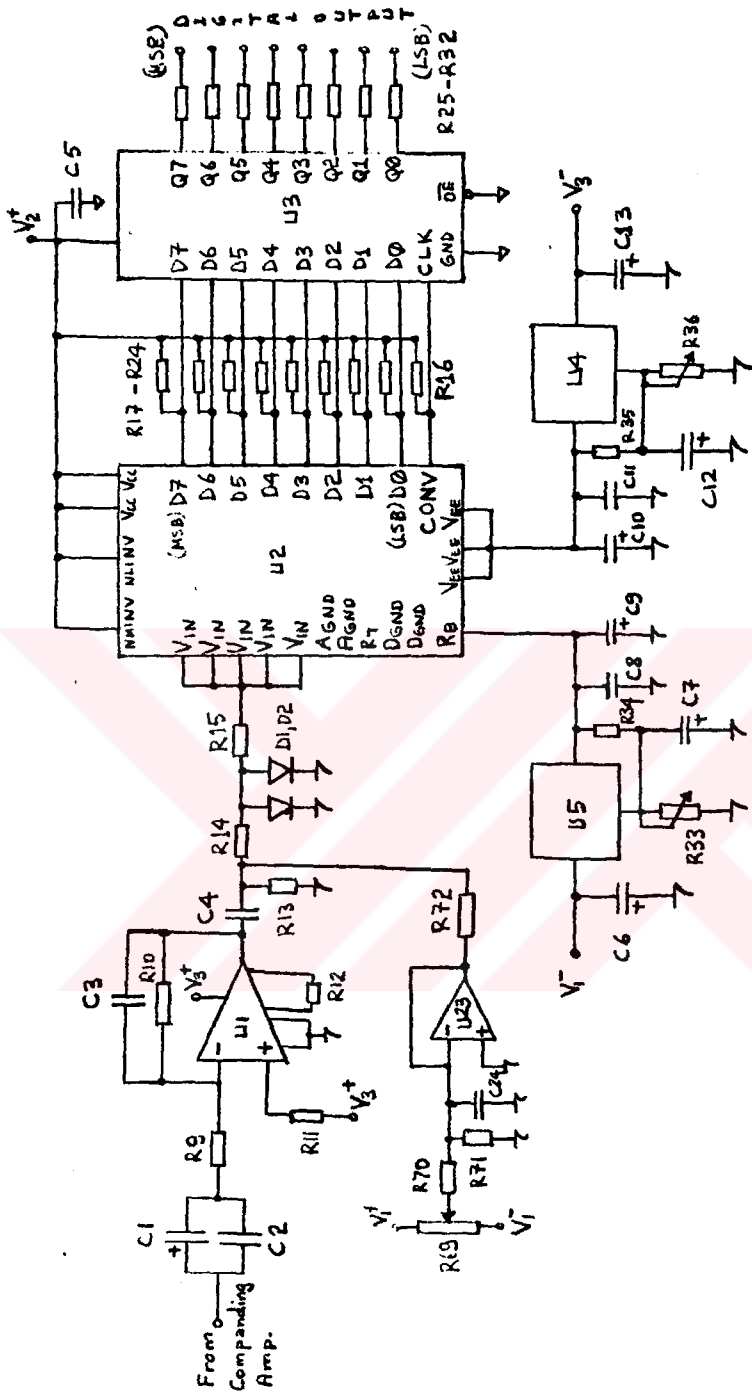 From
Companding
Amp.
C1
+
C2
R9
C3
R10
-
+
U1
V3+
R11
V3+
R12
C4
R13
R14
D1,D2
R15
V1+
R69
V1-
R70
R71
C24
-
+
U23
R72
NMINV
NLINV
VCC
VCC
VIN
VIN
VIN
VIN
VIN
AGND
AGND
RT
DGND
DGND
RB
U2
(MSB) D7
D6
D5
D4
D3
D2
D1
(LSB) D0
CONV
VEE
VEE
VEE
R17 - R24
R16
V2+
C5
D7
D6
D5
D4
D3
D2
D1
D0
CLK
GND
OE
U3
Q7
Q6
Q5
Q4
Q3
Q2
Q1
Q0
(MSB)
DIGITAL OUTPUT
(LSB)
R25-R32
V1-
C6
+
U5
R33
R34
C7
+
C8
C9
+
C10
+
C11
R35
C12
+
U4
R36
C13
+
V3-